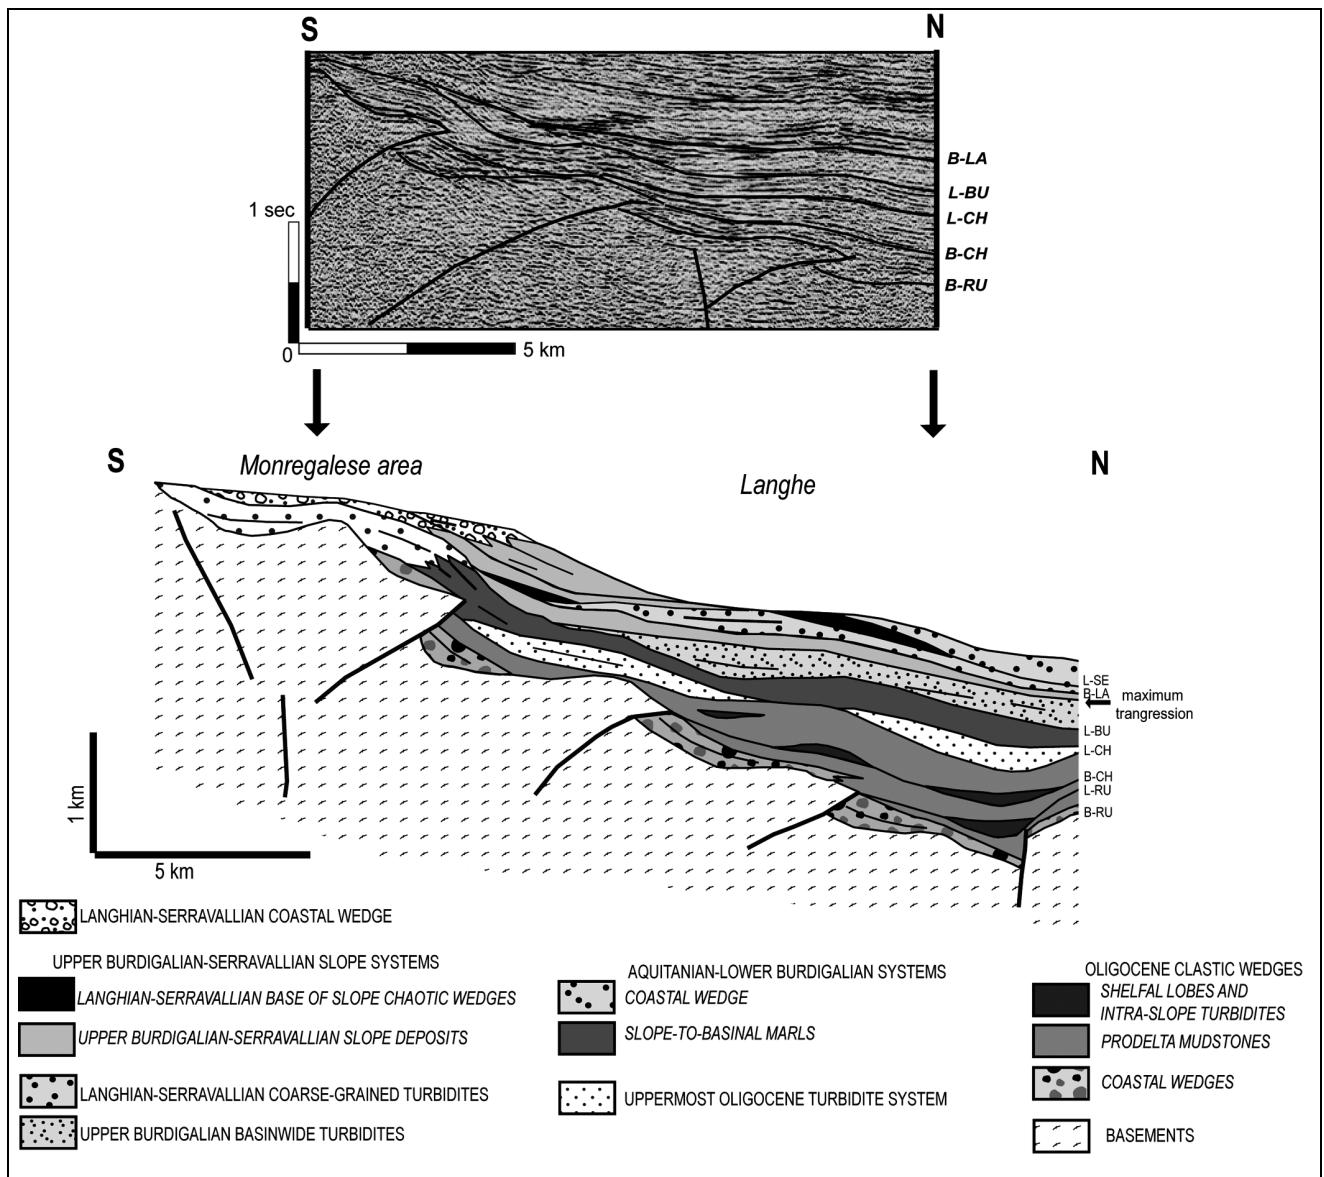 S
N
B-LA
L-BU
1 sec
L-CH
B-CH
B-RU
0
5 km
S
Monregalese area
N
Langhe
L-SE
B-LA
maximum
trangression
L-BU
L-CH
B-CH
L-RU
B-RU
1 km
5 km
LANGHIAN-SERRAVALLIAN COASTAL WEDGE
UPPER BURDIGALIAN-SERRAVALLIAN SLOPE SYSTEMS
LANGHIAN-SERRAVALLIAN BASE OF SLOPE CHAOTIC WEDGES
UPPER BURDIGALIAN-SERRAVALLIAN SLOPE DEPOSITS
LANGHIAN-SERRAVALLIAN COARSE-GRAINED TURBIDITES
UPPER BURDIGALIAN BASINWIDE TURBIDITES
AQUITANIAN-LOWER BURDIGALIAN SYSTEMS
COASTAL WEDGE
SLOPE-TO-BASINAL MARLS
UPPERMOST OLIGOCENE TURBIDITE SYSTEM
OLIGOCENE CLASTIC WEDGES
SHELFAL LOBES AND
INTRA-SLOPE TURBIDITES
PRODELTA MUDSTONES
COASTAL WEDGES
BASEMENTS